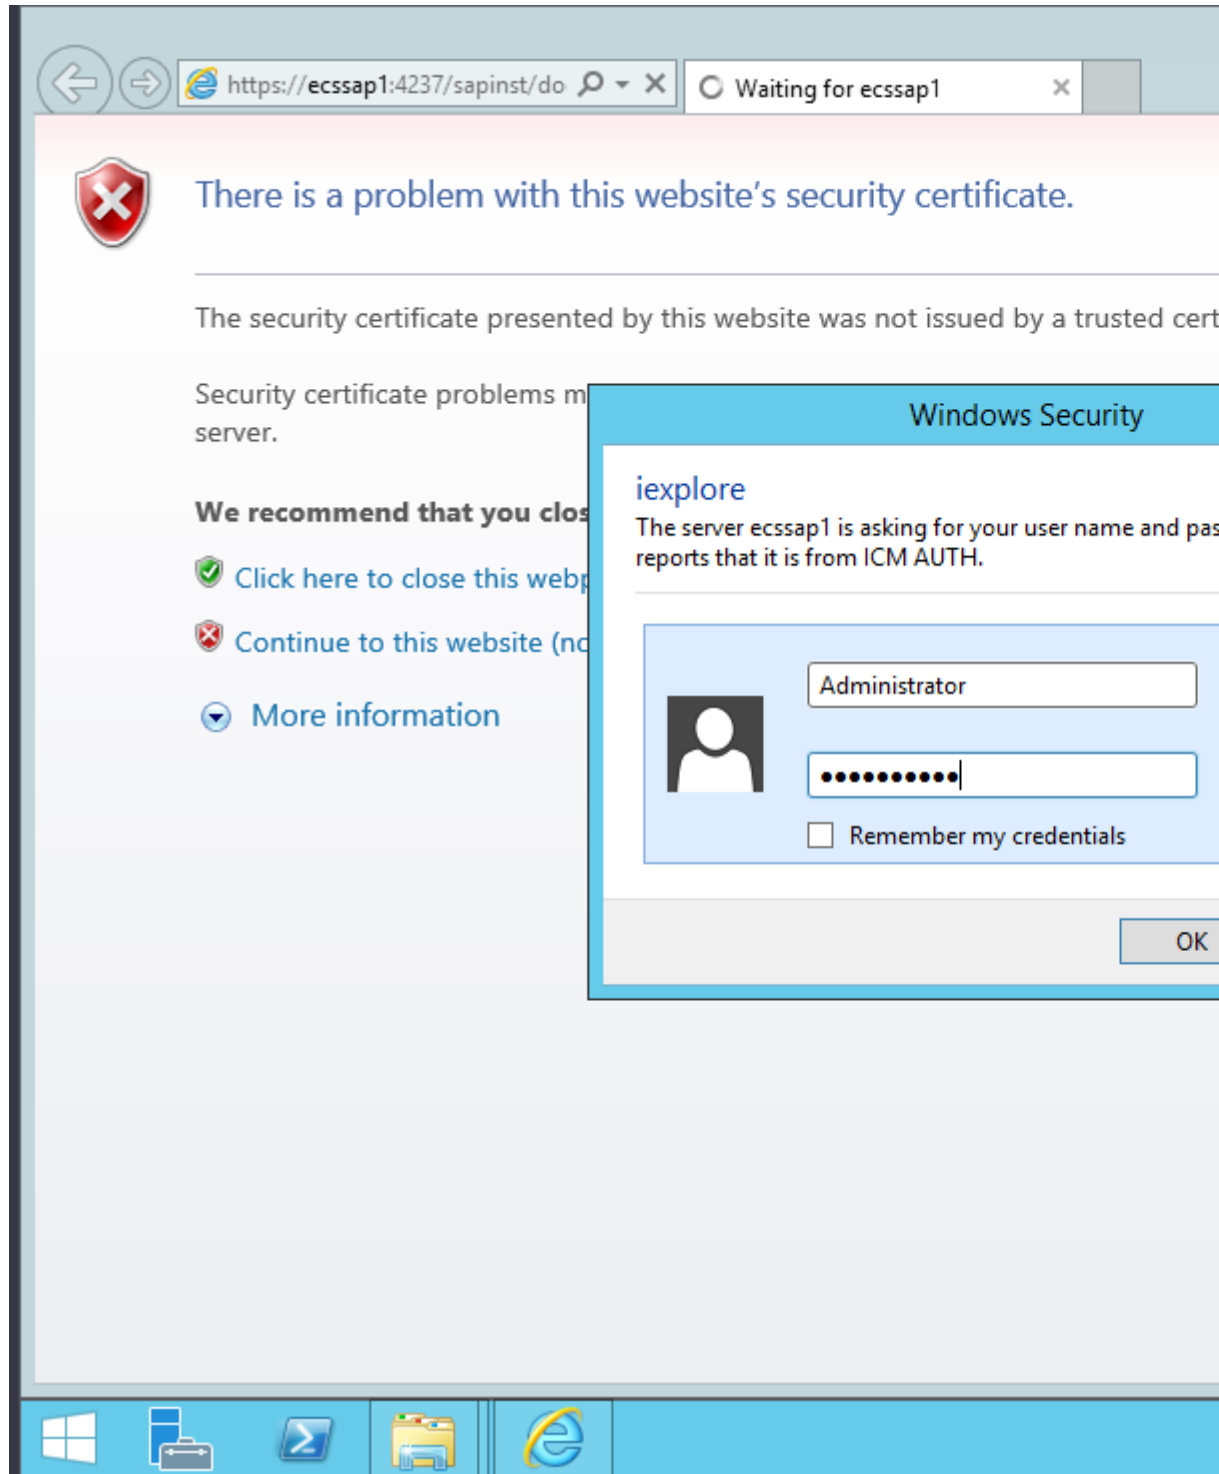 https://ecssap1:4237/sapinst/do
Waiting for ecssap1
There is a problem with this website's security certificate.
The security certificate presented by this website was not issued by a trusted cert
Security certificate problems m
server.
We recommend that you clos
Click here to close this webp
Continue to this website (no
More information
Windows Security
iexplore
The server ecssap1 is asking for your user name and pas
reports that it is from ICM AUTH.
Administrator
Remember my credentials
OK